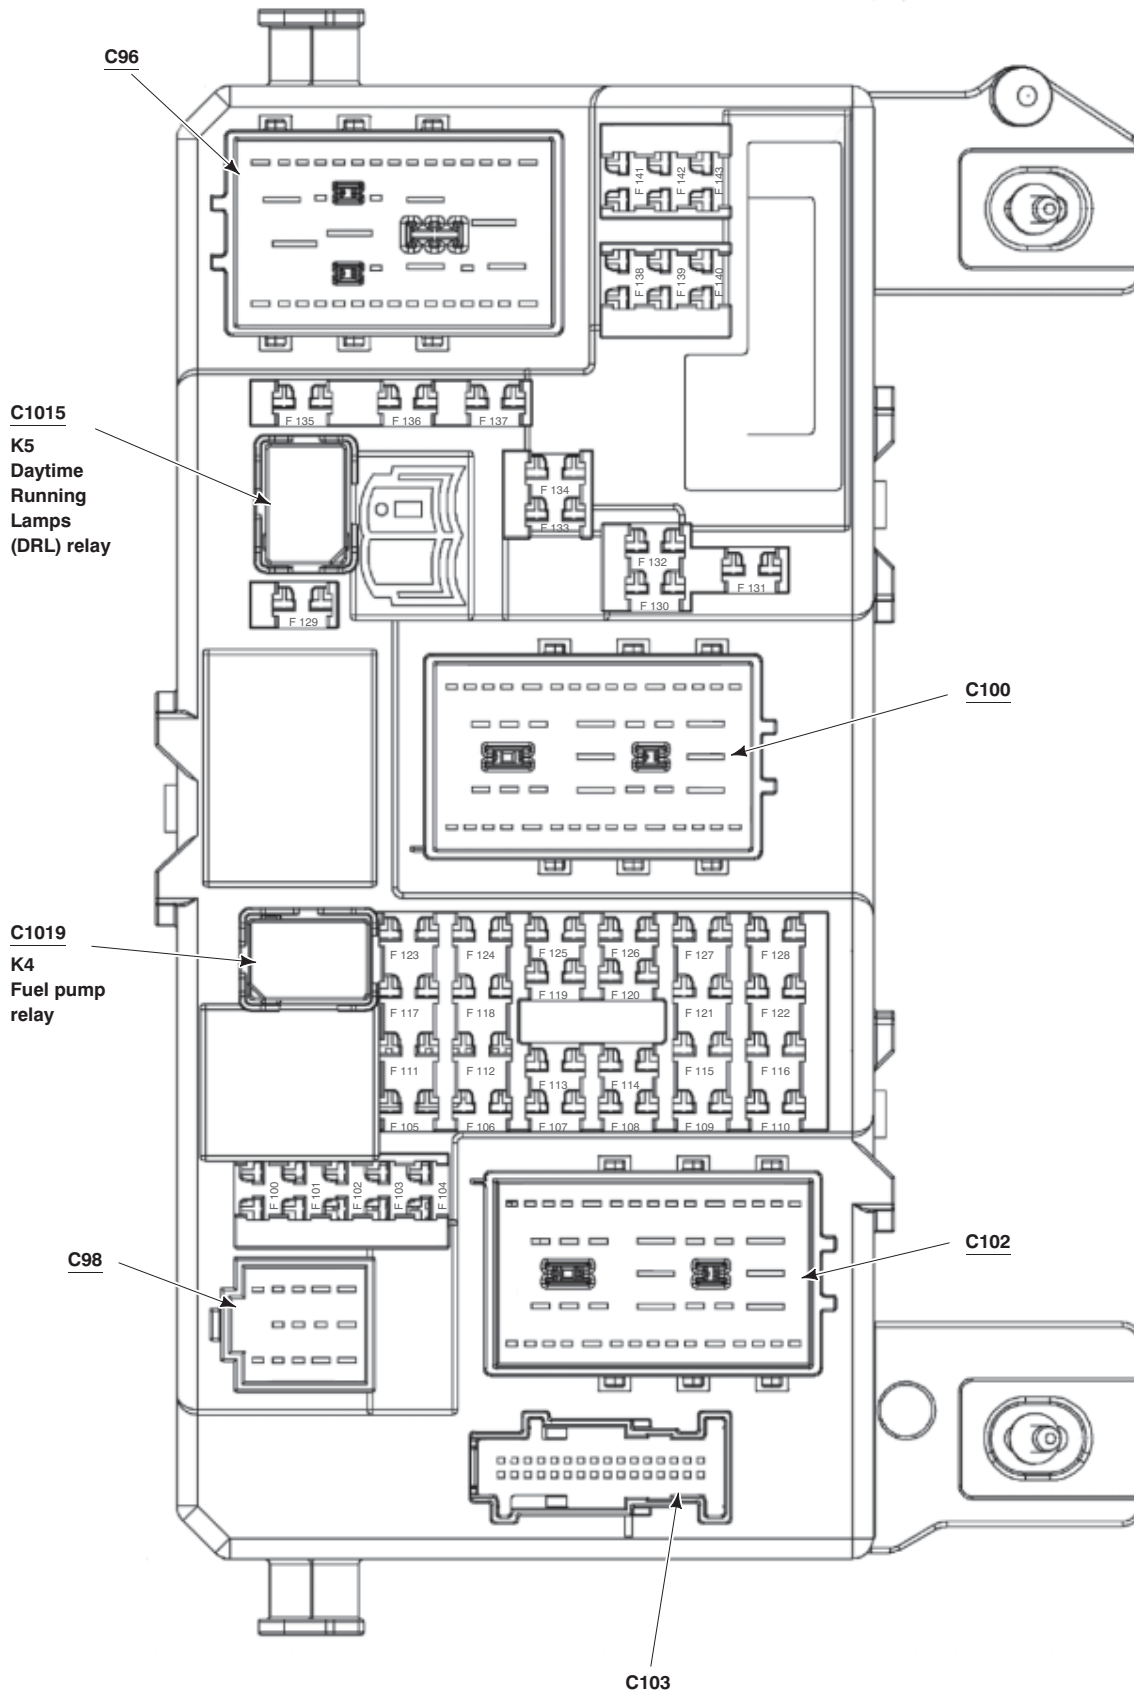 C96
F 141
F 142
F 143
F 138
F 139
F 140
C1015
K5
Daytime
Running
Lamps
(DRL) relay
F 135
F 136
F 137
F 134
F 133
F 132
F 131
F 130
F 129
C100
C1019
K4
Fuel pump
relay
F 123
F 124
F 125
F 126
F 127
F 128
F 119
F 120
F 117
F 118
F 121
F 122
F 111
F 112
F 113
F 114
F 115
F 116
F 105
F 106
F 107
F 108
F 109
F 110
F 100
F 101
F 102
F 103
F 104
C98
C102
C103